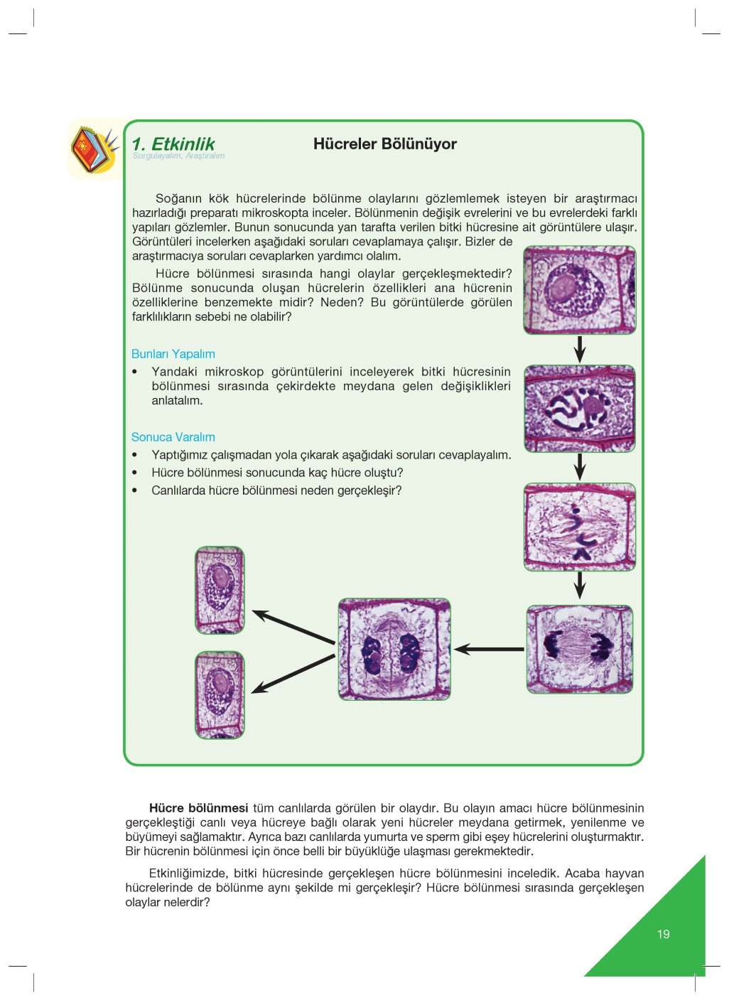 1. Etkinlik
Hücreler Bölünüyor
Sorgulayalım, Araştıralım
Soğanın kök hücrelerinde bölünme olaylarını gözlemlemek isteyen bir araştırmacı
hazırladığı preparatı mikroskopta inceler. Bölünmenin değişik evrelerini ve bu evrelerdeki farklı
yapıları gözlemler. Bunun sonucunda yan tarafta verilen bitki hücresine ait görüntülere ulaşır.
Görüntüleri incelerken aşağıdaki soruları cevaplamaya çalışır. Bizler de
araştırmacıya soruları cevaplarken yardımcı olalım.
Hücre bölünmesi sırasında hangi olaylar gerçekleşmektedir?
Bölünme sonucunda oluşan hücrelerin özellikleri ana hücrenin
özelliklerine benzemekte midir? Neden? Bu görüntülerde görülen
farklılıkların sebebi ne olabilir?
Bunları Yapalım
• Yandaki mikroskop görüntülerini inceleyerek bitki hücresinin
bölünmesi sırasında çekirdekte meydana gelen değişiklikleri
anlatalım.
Sonuca Varalım
• Yaptığımız çalışmadan yola çıkarak aşağıdaki soruları cevaplayalım.
• Hücre bölünmesi sonucunda kaç hücre oluştu?
• Canlılarda hücre bölünmesi neden gerçekleşir?
Hücre bölünmesi tüm canlılarda görülen bir olaydır. Bu olayın amacı hücre bölünmesinin
gerçekleştiği canlı veya hücreye bağlı olarak yeni hücreler meydana getirmek, yenilenme ve
büyümeyi sağlamaktır. Ayrıca bazı canlılarda yumurta ve sperm gibi eşey hücrelerini oluşturmaktır.
Bir hücrenin bölünmesi için önce belli bir büyüklüğe ulaşması gerekmektedir.
Etkinliğimizde, bitki hücresinde gerçekleşen hücre bölünmesini inceledik. Acaba hayvan
hücrelerinde de bölünme aynı şekilde mi gerçekleşir? Hücre bölünmesi sırasında gerçekleşen
olaylar nelerdir?
19